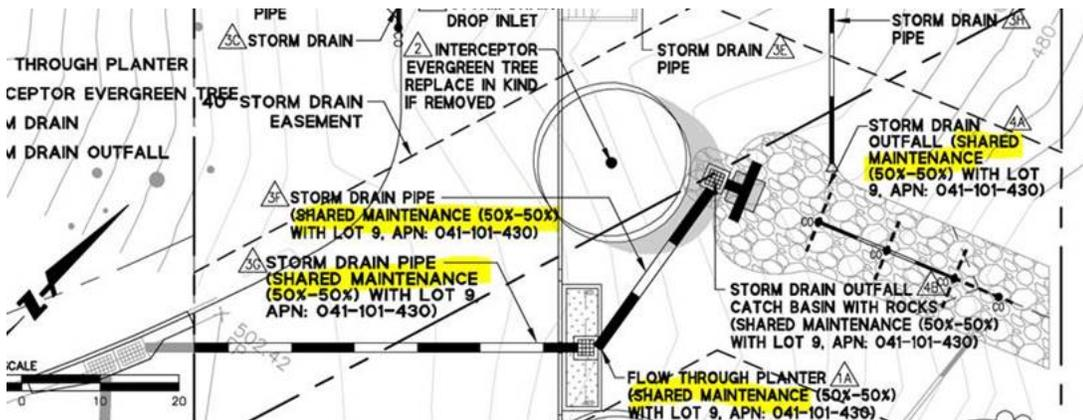 PIPE
3C STORM DRAIN
DROP INLET
2 INTERCEPTOR
EVERGREEN TREE
REPLACE IN KIND
IF REMOVED
STORM DRAIN 3E
PIPE
STORM DRAIN 3H
PIPE
480
THROUGH PLANTER
CEPTOR EVERGREEN TREE
M DRAIN
M DRAIN OUTFALL
40' STORM DRAIN
EASEMENT
4A
STORM DRAIN
OUTFALL (SHARED
MAINTENANCE
(50%-50%) WITH LOT
9, APN: 041-101-430)
3F STORM DRAIN PIPE
(SHARED MAINTENANCE (50%-50%)
WITH LOT 9, APN: 041-101-430)
3G STORM DRAIN PIPE
(SHARED MAINTENANCE
(50%-50%) WITH LOT 9,
APN: 041-101-430)
CO
CO
CO
CO
STORM DRAIN OUTFALL 4B
CATCH BASIN WITH ROCKS
(SHARED MAINTENANCE (50%-50%)
WITH LOT 9, APN: 041-101-430)
Z
502.42
SCALE
0 10 20
FLOW THROUGH PLANTER 1A
(SHARED MAINTENANCE (50%-50%)
WITH LOT 9, APN: 041-101-430)